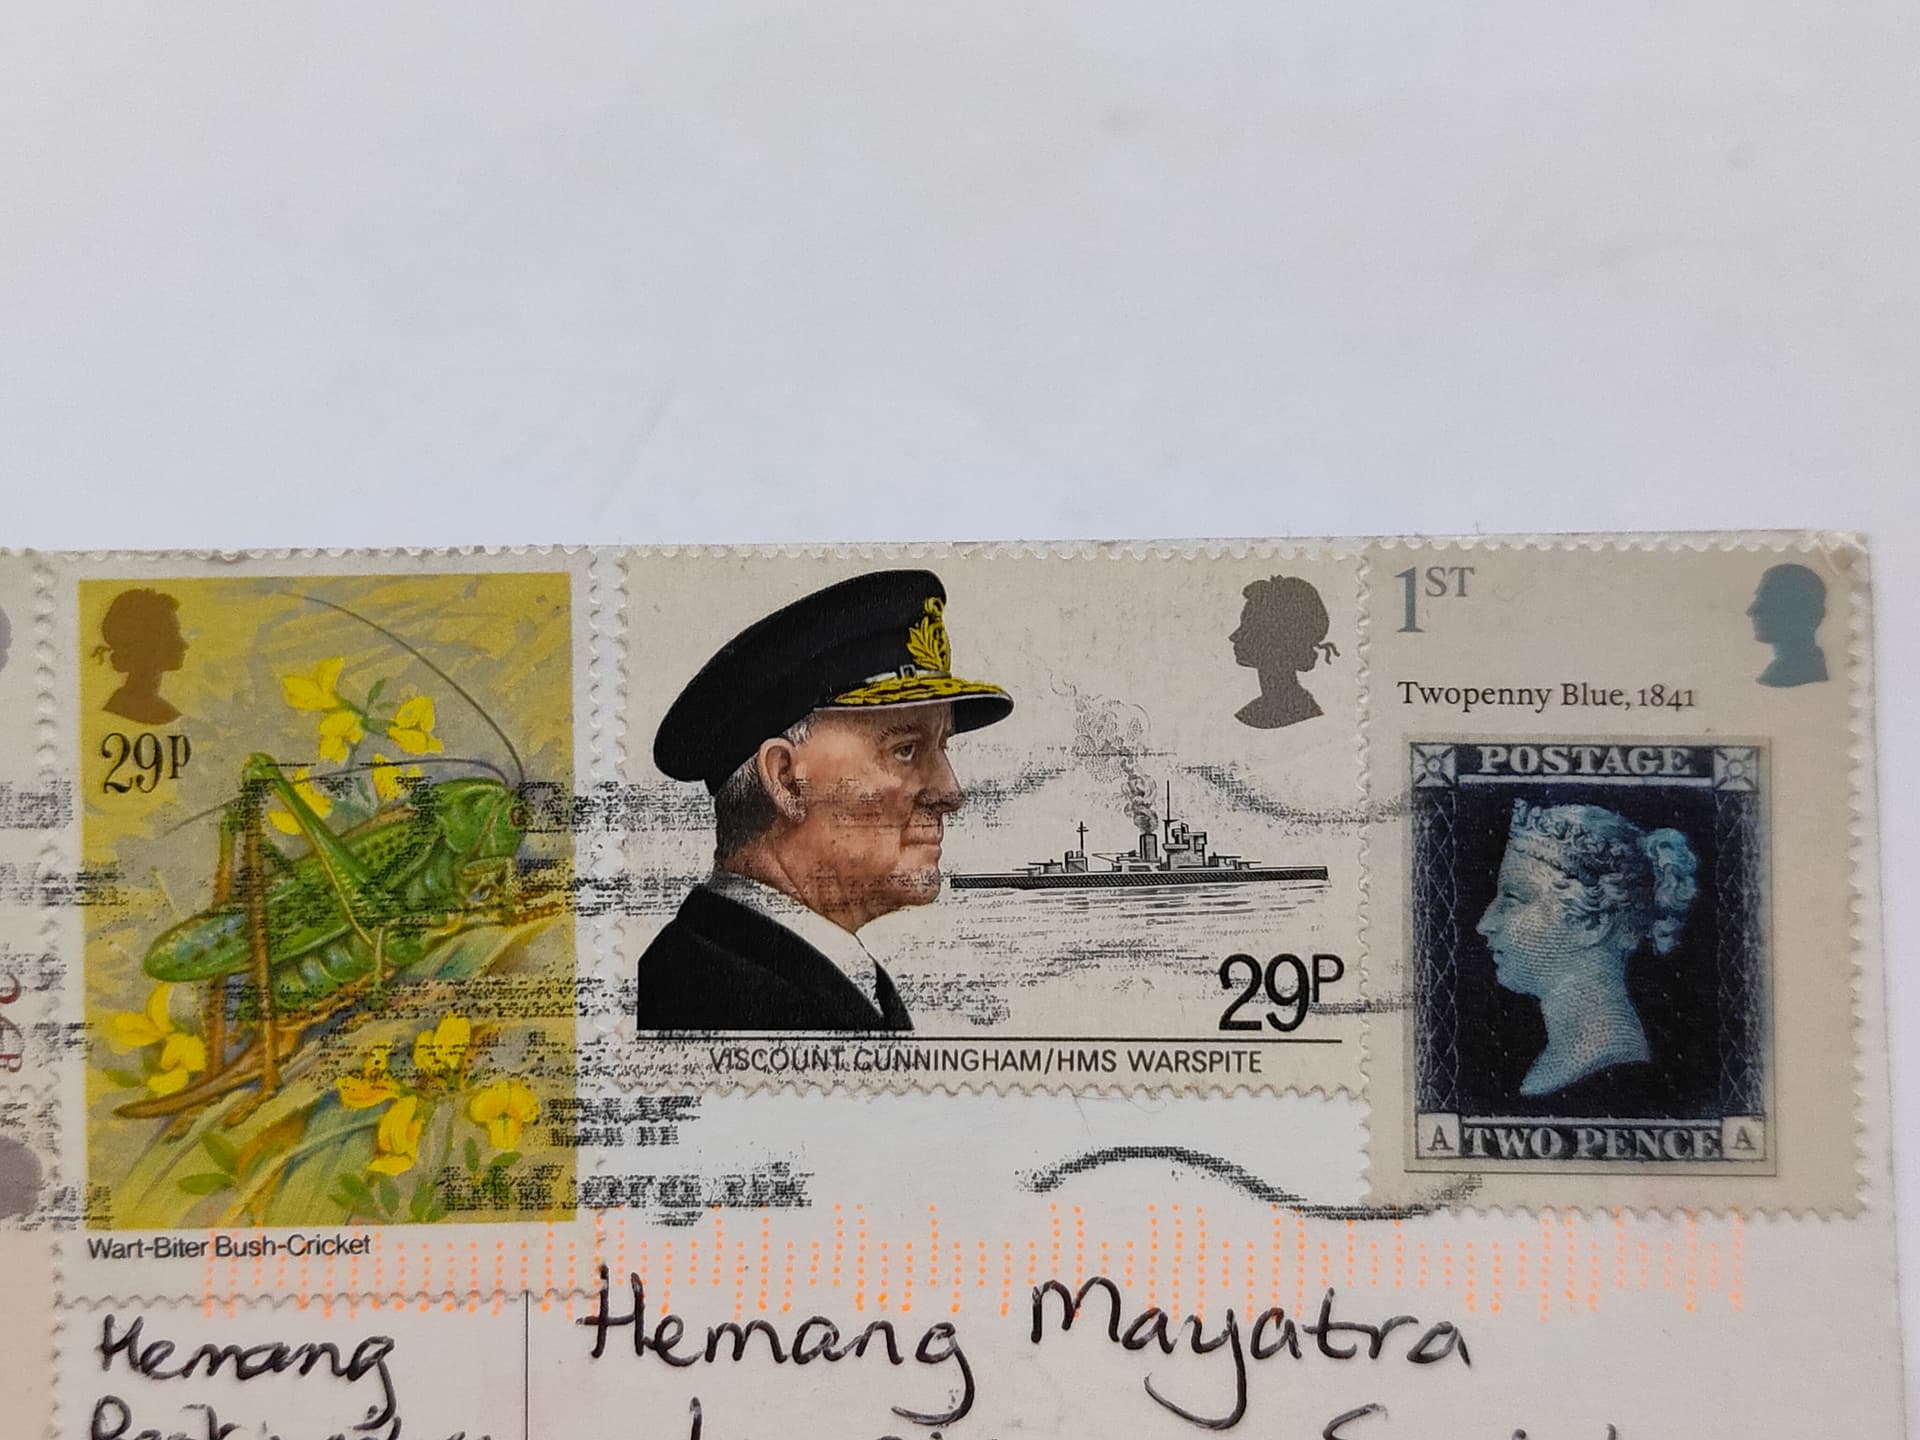 29p
Wart-Biter Bush-Cricket
29P
VISCOUNT CUNNINGHAM/HMS WARSPITE
1ST
Twopenny Blue, 1841
POSTAGE
A TWO PENCE A
Hemang
Hemang Mayatra